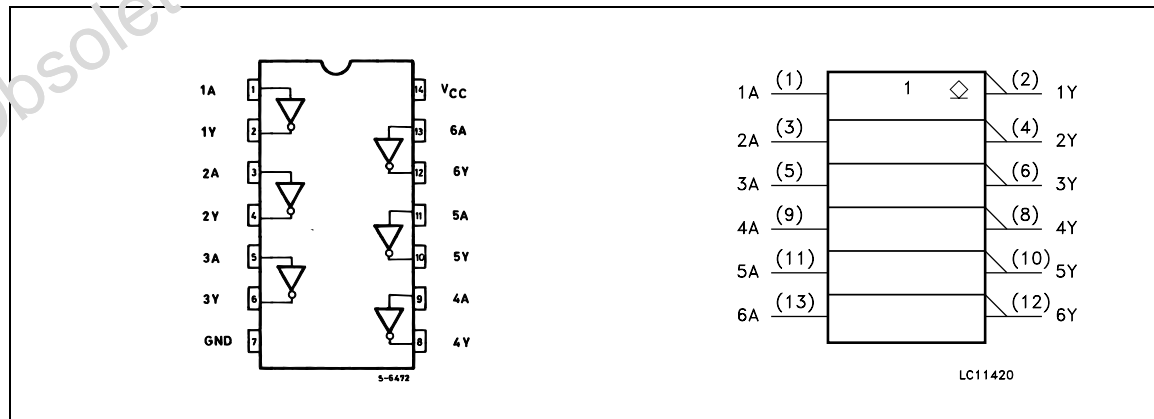 obsolet
1A 1 14 VCC
1Y 2 13 6A
2A 3 12 6Y
2Y 4 11 5A
3A 5 10 5Y
3Y 6 9 4A
GND 7 8 4Y
S-6472
1
1A (1) (2) 1Y
2A (3) (4) 2Y
3A (5) (6) 3Y
4A (9) (8) 4Y
5A (11) (10) 5Y
6A (13) (12) 6Y
LC11420